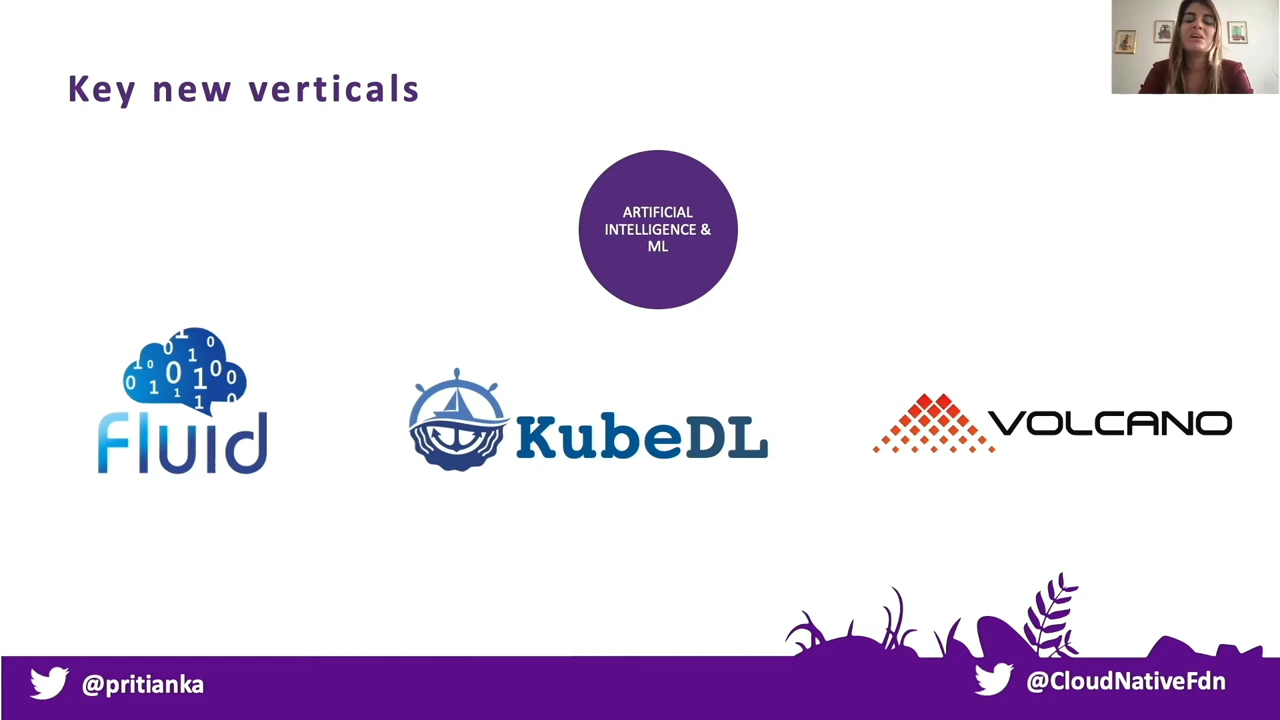 Key new verticals
ARTIFICIAL
INTELLIGENCE &
ML
Fluid
KubeDL
VOLCANO
@pritianka
@CloudNativeFdn